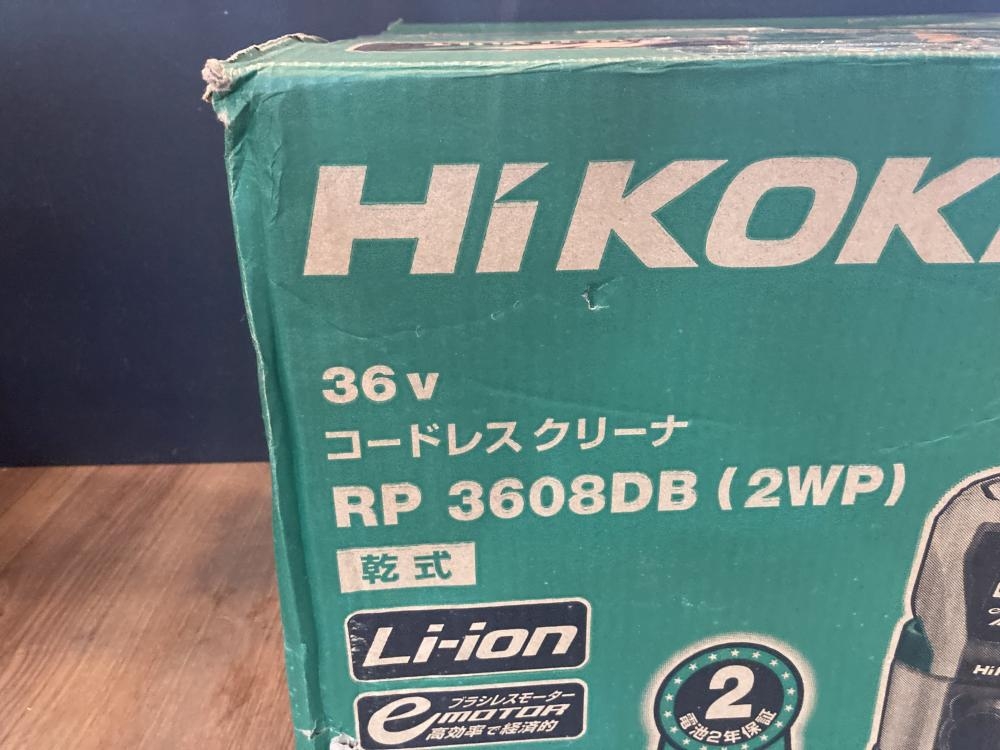 HiKOK
36v
コードレス クリーナ
RP 3608DB (2WP)
乾式
Li-ion
ブラシレスモーター
e MOTOR
高効率で経済的
2
電池2年保証
Hi